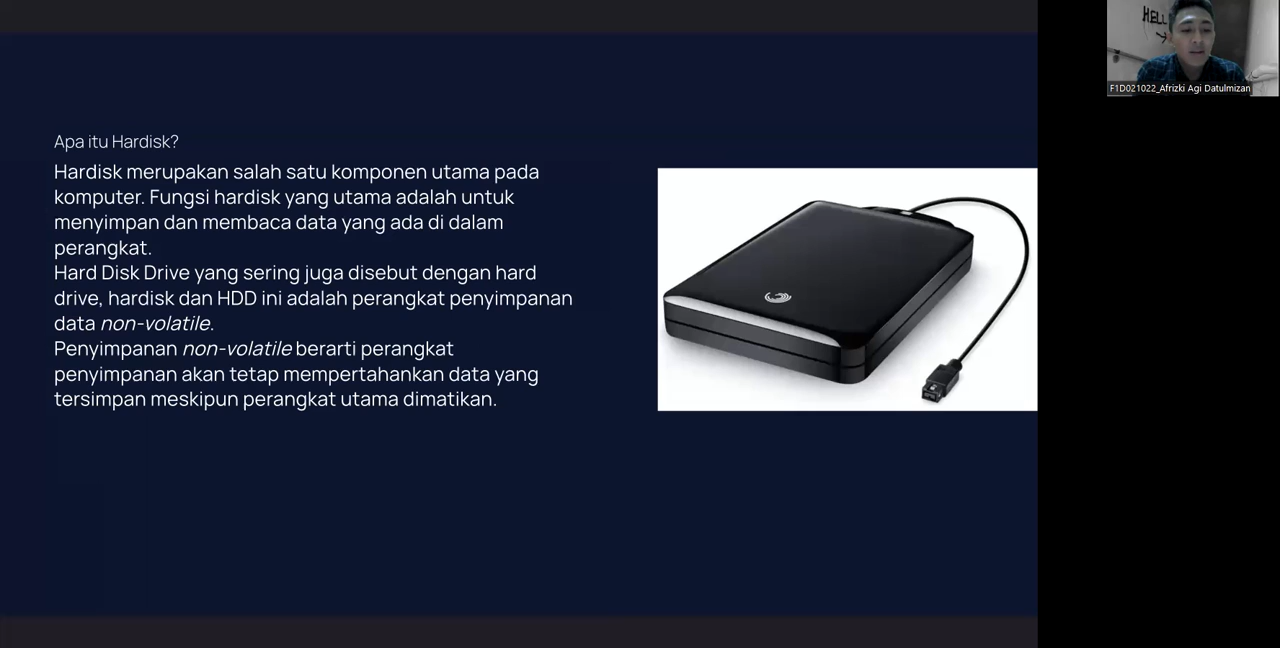 Apa itu Hardisk?
Hardisk merupakan salah satu komponen utama pada
komputer. Fungsi hardisk yang utama adalah untuk
menyimpan dan membaca data yang ada di dalam
perangkat.
Hard Disk Drive yang sering juga disebut dengan hard
drive, hardisk dan HDD ini adalah perangkat penyimpanan
data non-volatile.
Penyimpanan non-volatile berarti perangkat
penyimpanan akan tetap mempertahankan data yang
tersimpan meskipun perangkat utama dimatikan.
HELL
F1D021022_Afrizki Agi Datulmizan